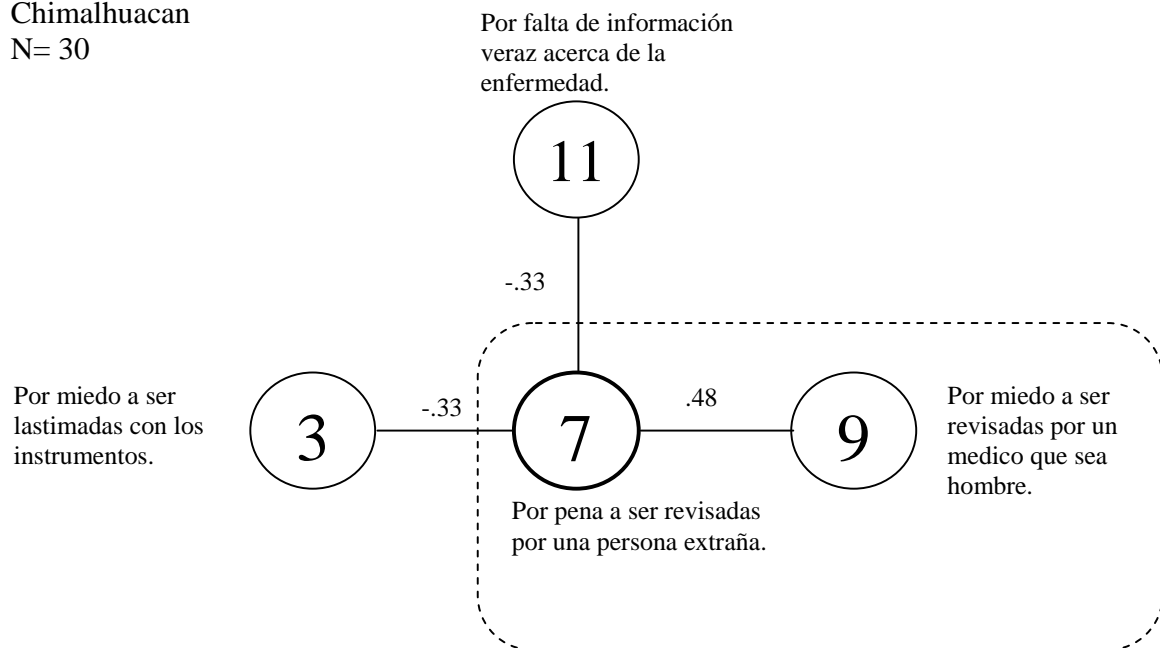 Chimalhuacan
N= 30
Por falta de información
veraz acerca de la
enfermedad.
11
-.33
Por miedo a ser
lastimadas con los
instrumentos.
3
-.33
7
.48
9
Por miedo a ser
revisadas por un
medico que sea
hombre.
Por pena a ser revisadas
por una persona extraña.